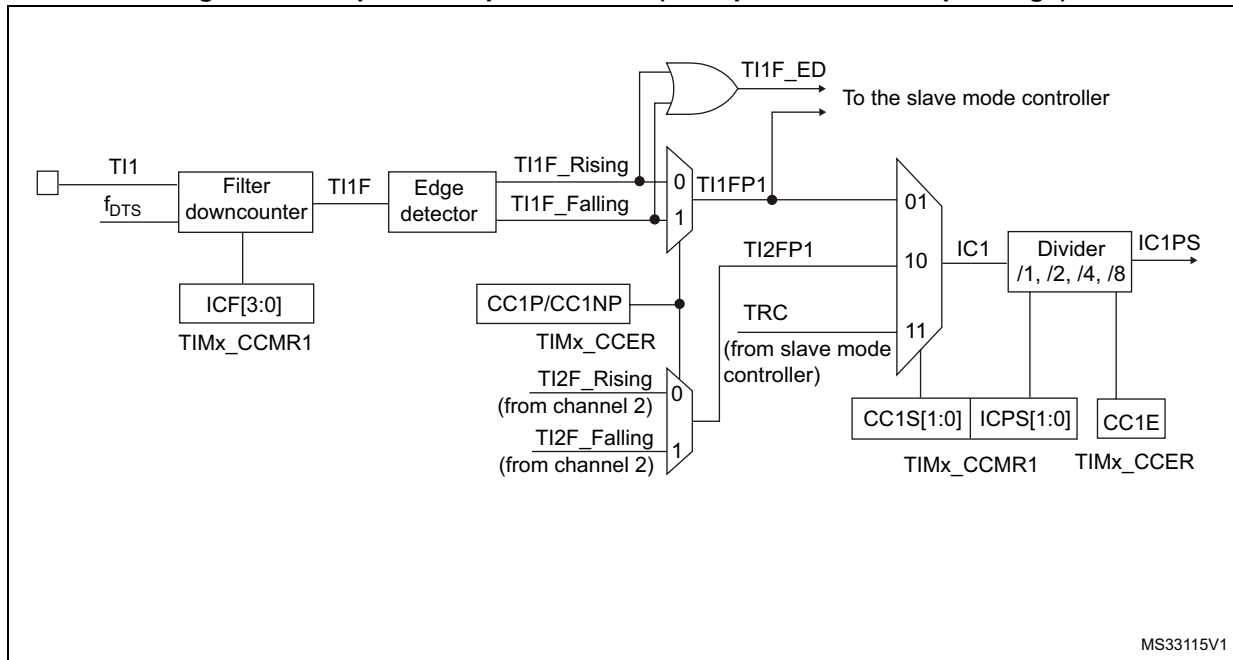 TI1F_ED
To the slave mode controller
TI1
f_DTS
Filter
downcounter
TI1F
Edge
detector
TI1F_Rising
TI1F_Falling
0
1
TI1FP1
01
10
11
TI2FP1
IC1
Divider
/1, /2, /4, /8
IC1PS
ICF[3:0]
TIMx_CCMR1
CC1P/CC1NP
TIMx_CCER
TRC
(from slave mode
controller)
TI2F_Rising
(from channel 2)
TI2F_Falling
(from channel 2)
0
1
CC1S[1:0]
ICPS[1:0]
CC1E
TIMx_CCMR1
TIMx_CCER
MS33115V1